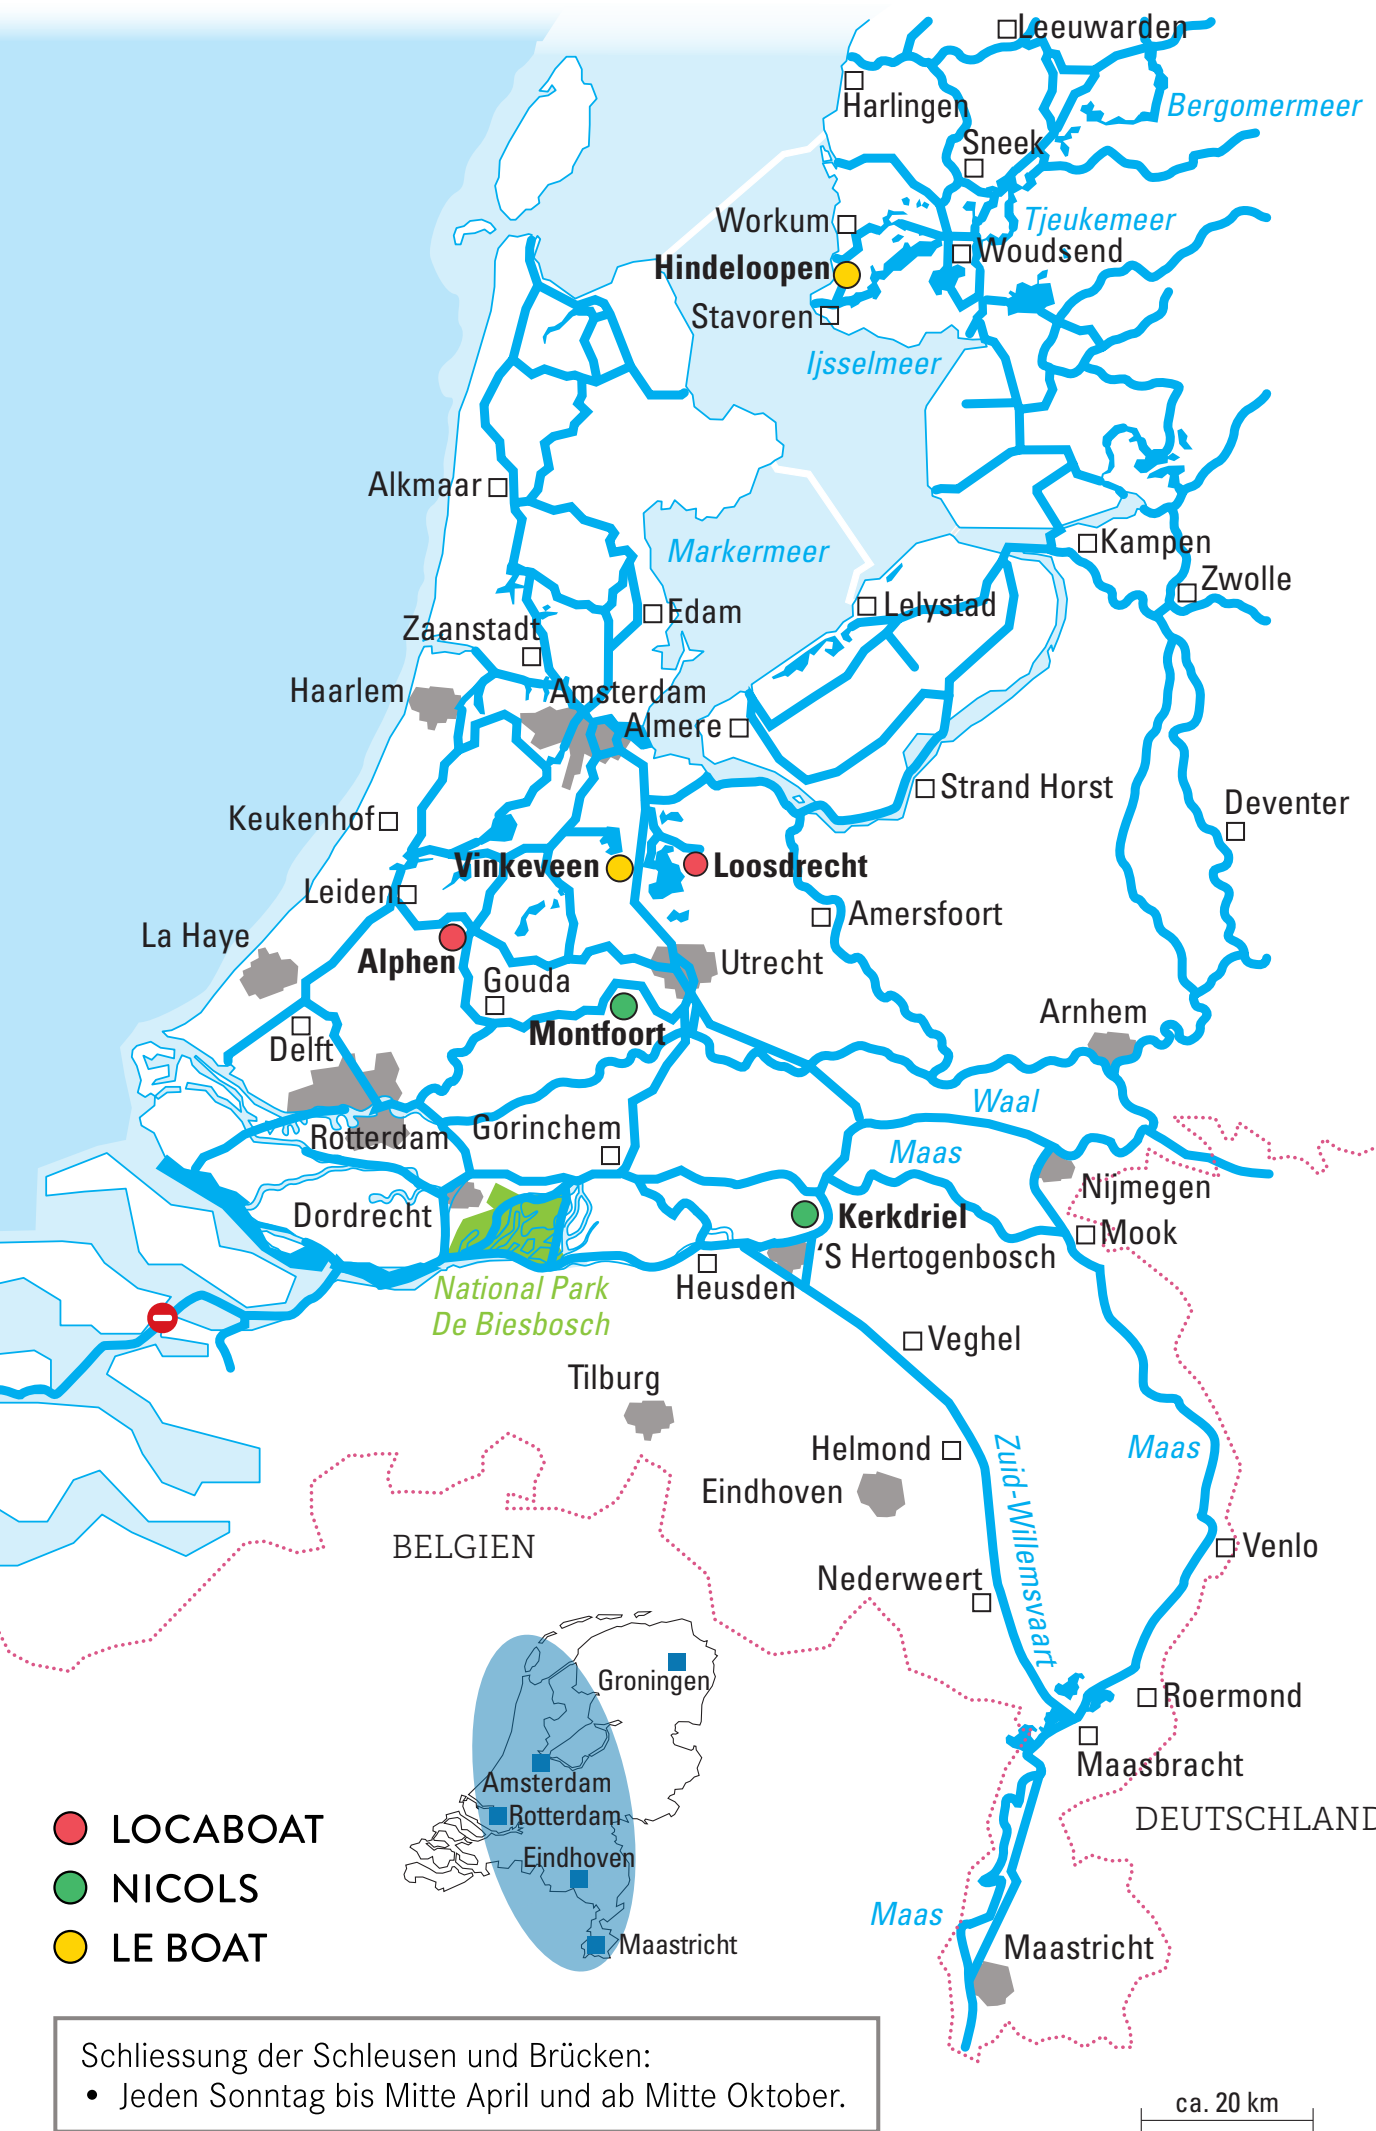 Leeuwarden
Harlingen
Bergomermeer
Sneek
Workum
Tjeukemeer
Woudsend
Hindeloopen
Stavoren
Ijsselmeer
Alkmaar
Markermeer
Kampen
Zwolle
Lelystad
Edam
Zaanstadt
Haarlem
Amsterdam
Almere
Strand Horst
Deventer
Keukenhof
Vinkeveen
Loosdrecht
Leiden
Amersfoort
La Haye
Alphen
Utrecht
Gouda
Arnhem
Montfoort
Delft
Waal
Gorinchem
Rotterdam
Maas
Nijmegen
Dordrecht
Kerkdriel
Mook
'S Hertogenbosch
Heusden
National Park
De Biesbosch
Veghel
Tilburg
Helmond
Maas
Eindhoven
Zuid-Willemsvaart
BELGIEN
Venlo
Nederweert
Groningen
Roermond
Maasbracht
Amsterdam
Rotterdam
DEUTSCHLAND
LOCABOAT
Eindhoven
NICOLS
Maas
LE BOAT
Maastricht
Maastricht
Schliessung der Schleusen und Brücken:
• Jeden Sonntag bis Mitte April und ab Mitte Oktober.
ca. 20 km